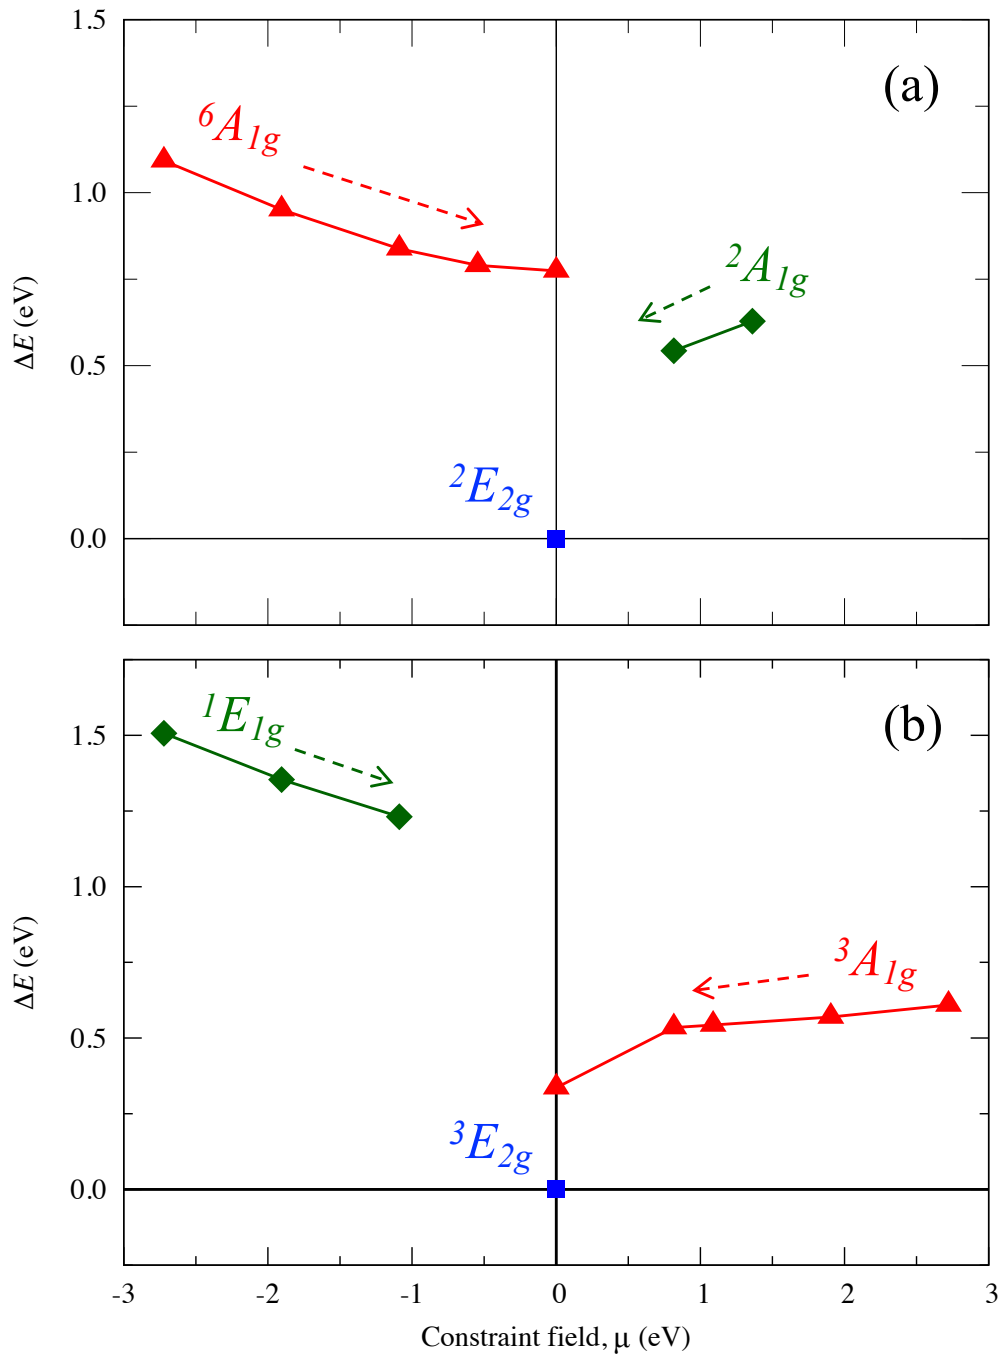 1.5
(a)
⁶A₁g
1.0
²A₁g
ΔE (eV)
0.5
²E₂g
0.0
(b)
¹E₁g
1.5
1.0
³A₁g
ΔE (eV)
0.5
³E₂g
0.0
-3 -2 -1 0 1 2 3
Constraint field, μ (eV)